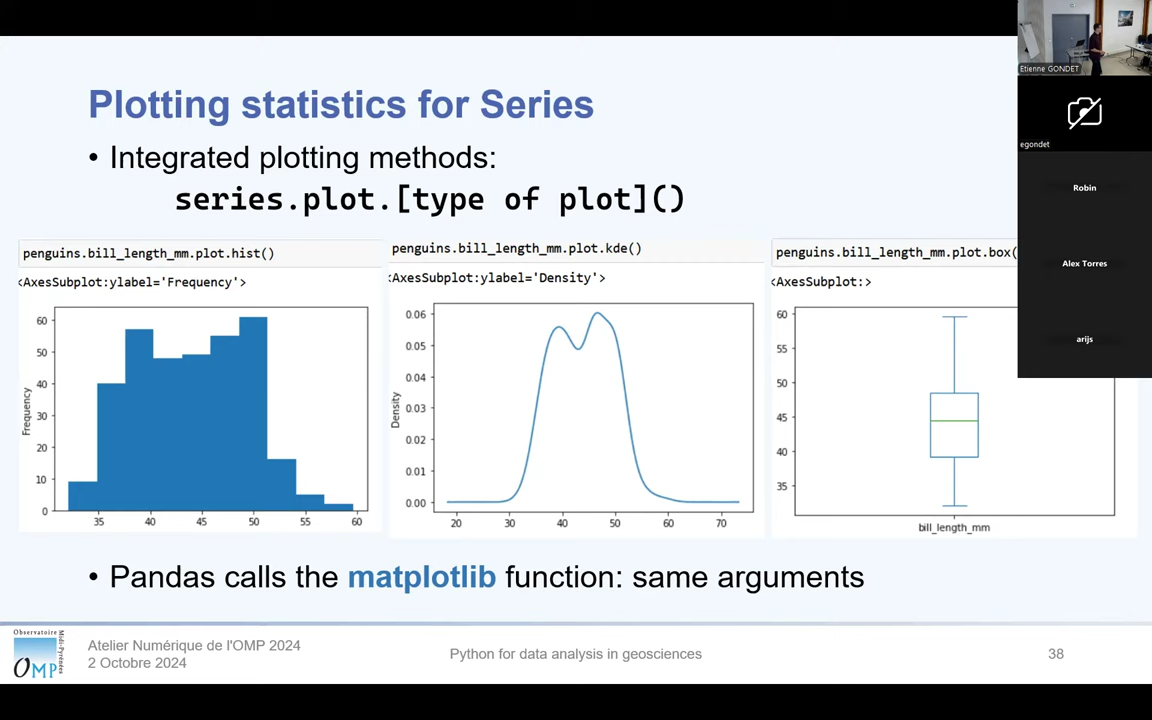 Plotting statistics for Series
• Integrated plotting methods:
series.plot.[type of plot]()
penguins.bill_length_mm.plot.hist()
<AxesSubplot:ylabel='Frequency'>
60
50
40
30
20
10
0
Frequency
35 40 45 50 55 60
penguins.bill_length_mm.plot.kde()
<AxesSubplot:ylabel='Density'>
0.06
0.05
0.04
0.03
0.02
0.01
0.00
Density
20 30 40 50 60 70
penguins.bill_length_mm.plot.box(
<AxesSubplot:>
60
55
50
45
40
35
bill_length_mm
• Pandas calls the matplotlib function: same arguments
Observatoire
Midi-Pyrénées
OMP
Atelier Numérique de l'OMP 2024
2 Octobre 2024
Python for data analysis in geosciences
38
Etienne GONDET
egondet
Robin
Alex Torres
arijs